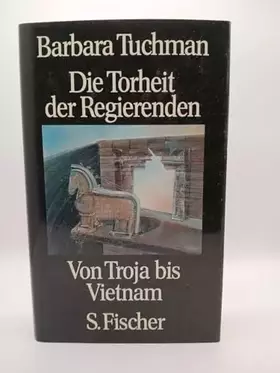 Barbara Tuchman
Die Torheit
der Regierenden
Von Troja bis
Vietnam
S. Fischer